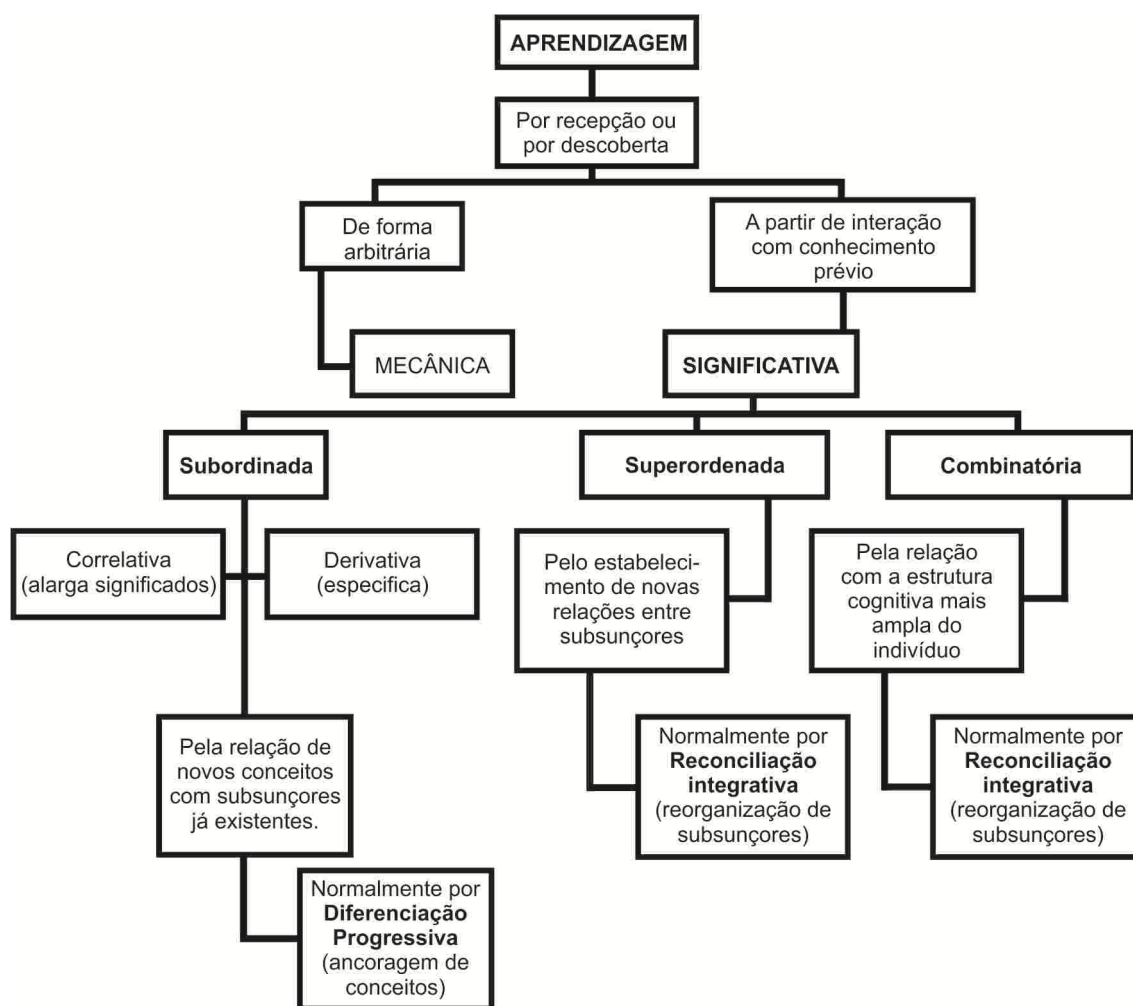 APRENDIZAGEM
Por recepção ou
por descoberta
De forma
arbitrária
A partir de interação
com conhecimento
prévio
MECÂNICA
SIGNIFICATIVA
Subordinada
Superordenada
Combinatória
Correlativa
(alarga significados)
Derivativa
(especifica)
Pelo estabeleci-
mento de novas
relações entre
subsunçores
Pela relação
com a estrutura
cognitiva mais
ampla do
indivíduo
Pela relação de
novos conceitos
com subsunçores
já existentes.
Normalmente por
Reconciliação
integrativa
(reorganização de
subsunçores)
Normalmente por
Reconciliação
integrativa
(reorganização de
subsunçores)
Normalmente por
Diferenciação
Progressiva
(ancoragem de
conceitos)